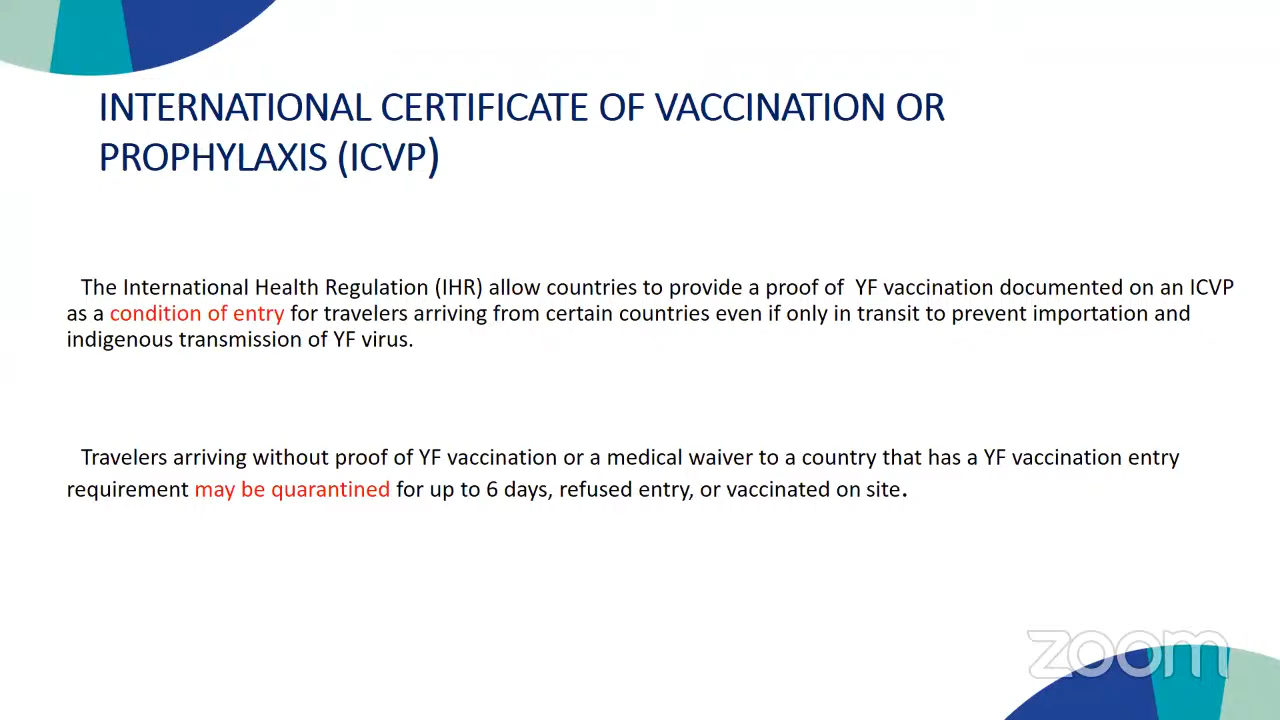 INTERNATIONAL CERTIFICATE OF VACCINATION OR
PROPHYLAXIS (ICVP)
The International Health Regulation (IHR) allow countries to provide a proof of YF vaccination documented on an ICVP
as a condition of entry for travelers arriving from certain countries even if only in transit to prevent importation and
indigenous transmission of YF virus.
Travelers arriving without proof of YF vaccination or a medical waiver to a country that has a YF vaccination entry
requirement may be quarantined for up to 6 days, refused entry, or vaccinated on site.
zoom